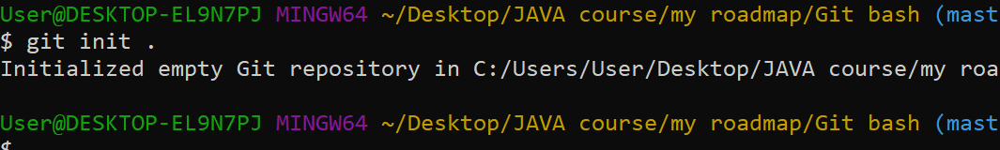 User@DESKTOP-EL9N7PJ MINGW64 ~/Desktop/JAVA course/my roadmap/Git bash (mast
$ git init .
Initialized empty Git repository in C:/Users/User/Desktop/JAVA course/my roa
User@DESKTOP-EL9N7PJ MINGW64 ~/Desktop/JAVA course/my roadmap/Git bash (mast
$